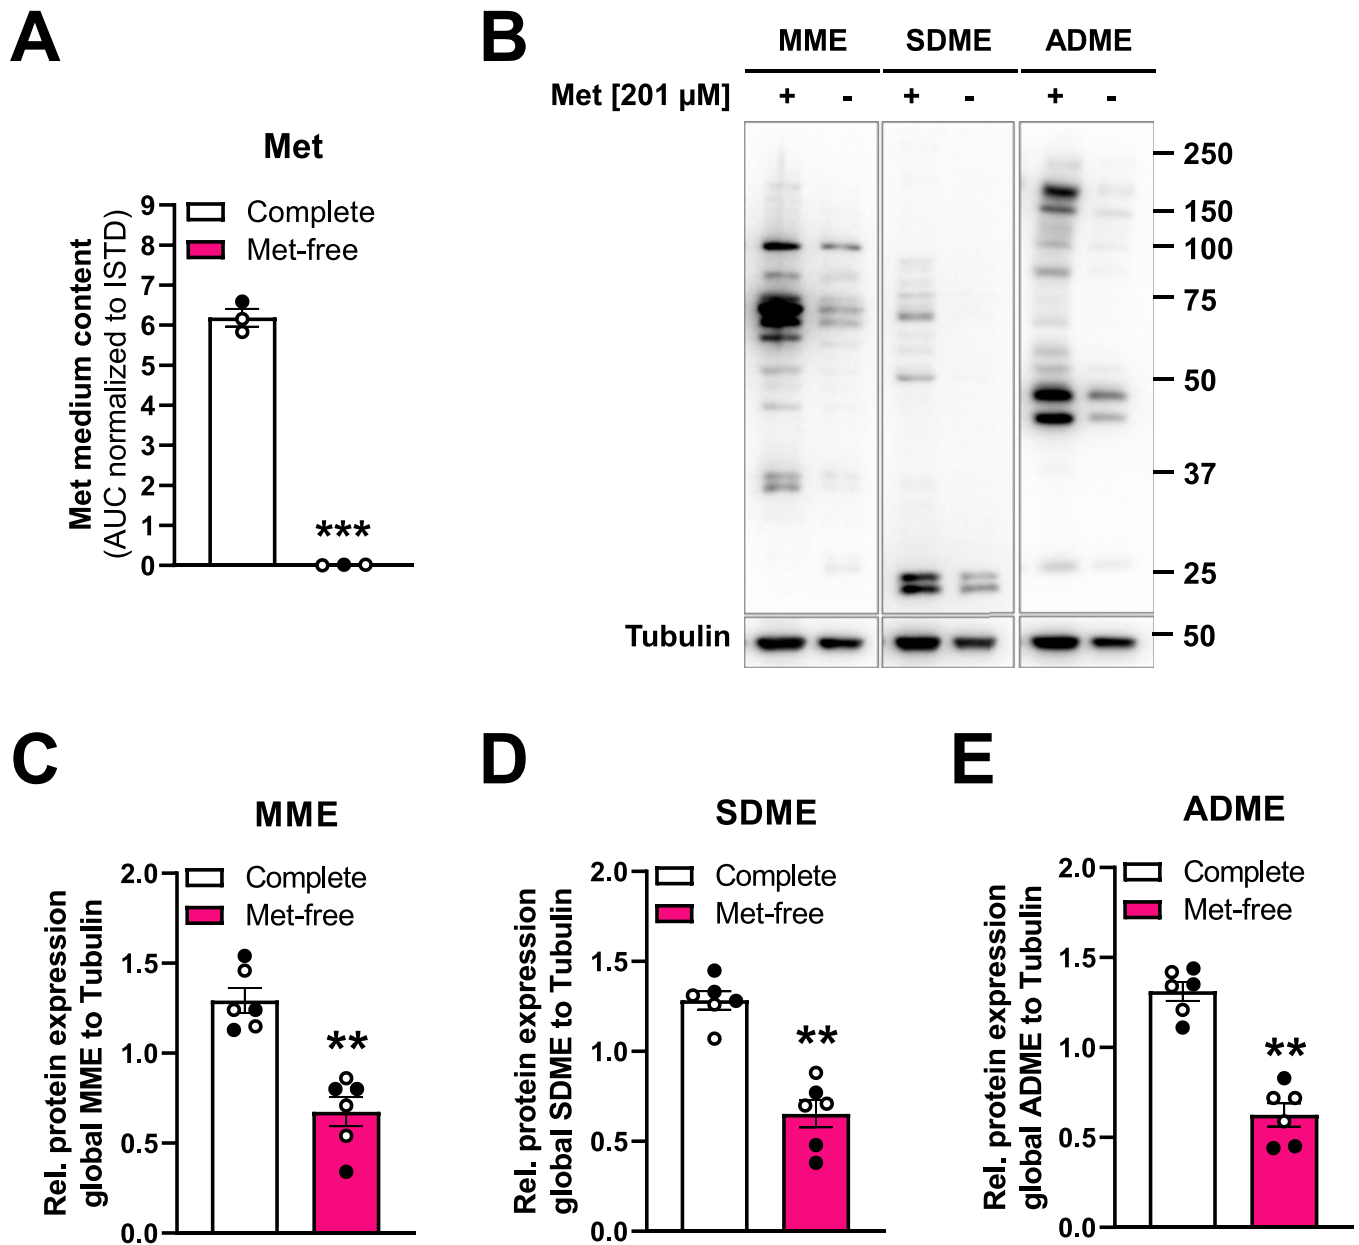 A
Met
Met medium content
(AUC normalized to ISTD)
9
8
7
6
5
4
3
2
1
0
Complete
Met-free
***
B
MME SDME ADME
Met [201 µM] + - + - + -
250
150
100
75
50
37
25
Tubulin
50
C
MME
Rel. protein expression
global MME to Tubulin
2.0
1.5
1.0
0.5
0.0
Complete
Met-free
**
D
SDME
Rel. protein expression
global SDME to Tubulin
2.0
1.5
1.0
0.5
0.0
Complete
Met-free
**
E
ADME
Rel. protein expression
global ADME to Tubulin
2.0
1.5
1.0
0.5
0.0
Complete
Met-free
**